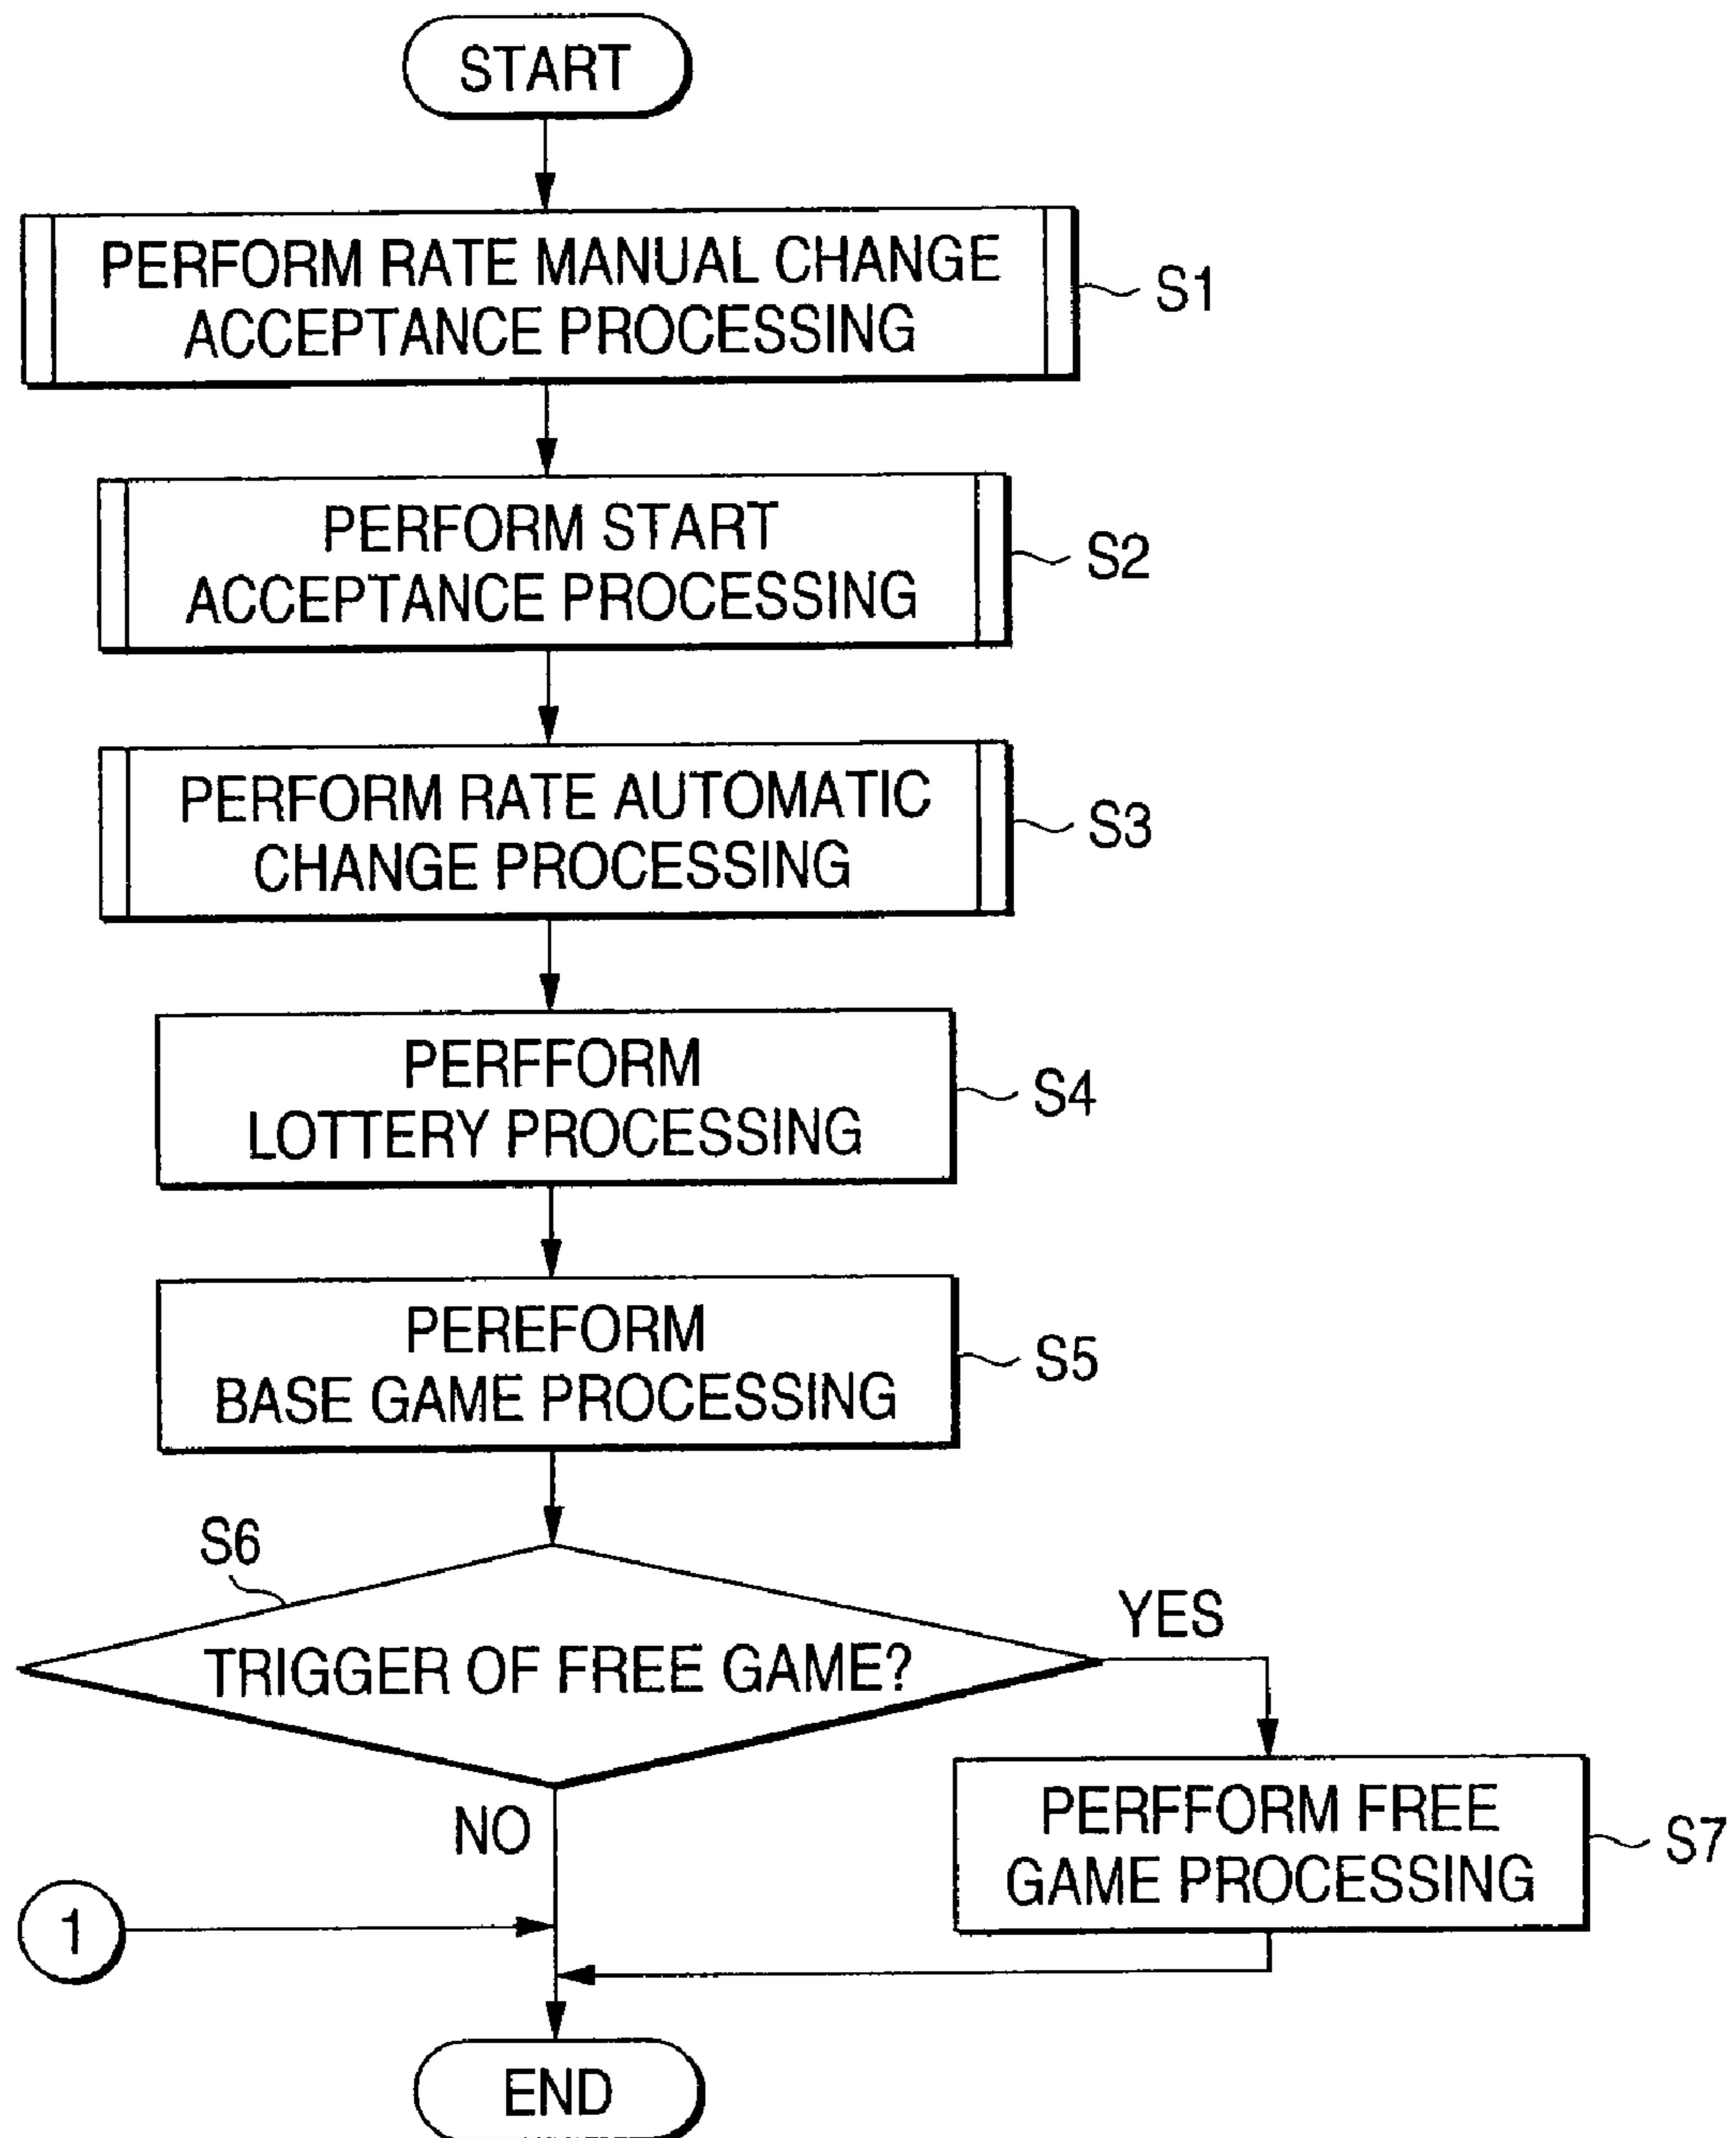 START
PERFORM RATE MANUAL CHANGE
ACCEPTANCE PROCESSING
S1
PERFORM START
ACCEPTANCE PROCESSING
S2
PERFORM RATE AUTOMATIC
CHANGE PROCESSING
S3
PERFFORM
LOTTERY PROCESSING
S4
PEREFORM
BASE GAME PROCESSING
S5
S6
TRIGGER OF FREE GAME?
YES
NO
PERFFORM FREE
GAME PROCESSING
S7
1
END